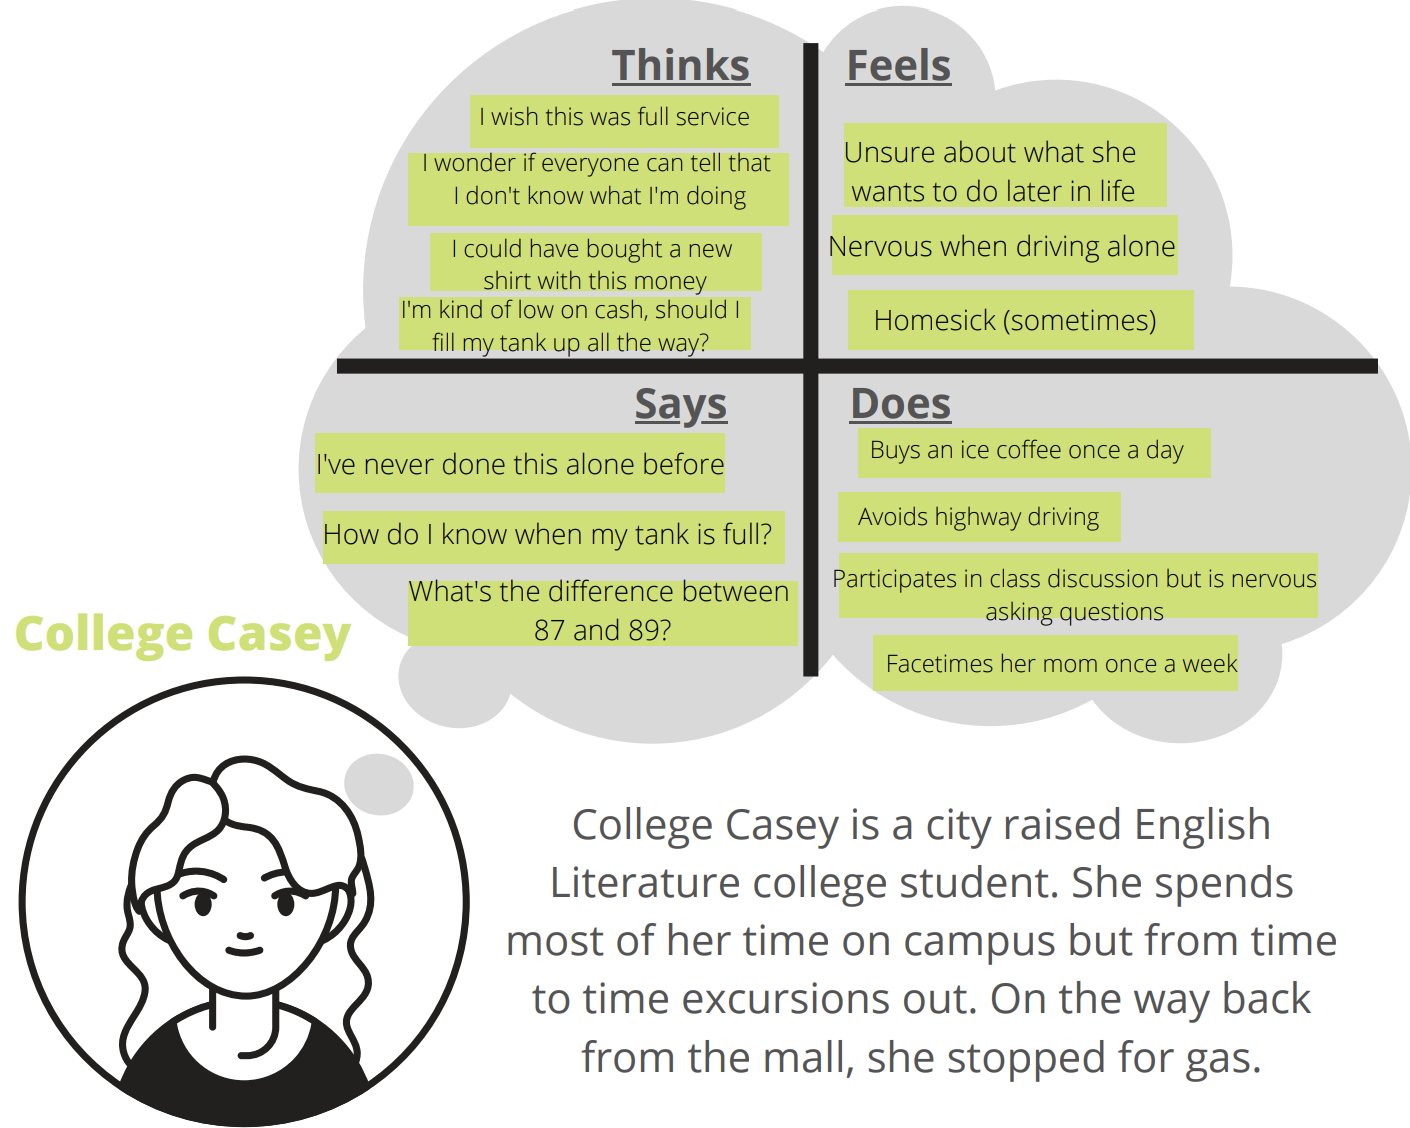 Thinks
I wish this was full service
I wonder if everyone can tell that
I don't know what I'm doing
I could have bought a new
shirt with this money
I'm kind of low on cash, should I
fill my tank up all the way?
Feels
Unsure about what she
wants to do later in life
Nervous when driving alone
Homesick (sometimes)
Says
I've never done this alone before
How do I know when my tank is full?
What's the difference between
87 and 89?
Does
Buys an ice coffee once a day
Avoids highway driving
Participates in class discussion but is nervous
asking questions
Facetimes her mom once a week
College Casey
College Casey is a city raised English
Literature college student. She spends
most of her time on campus but from time
to time excursions out. On the way back
from the mall, she stopped for gas.